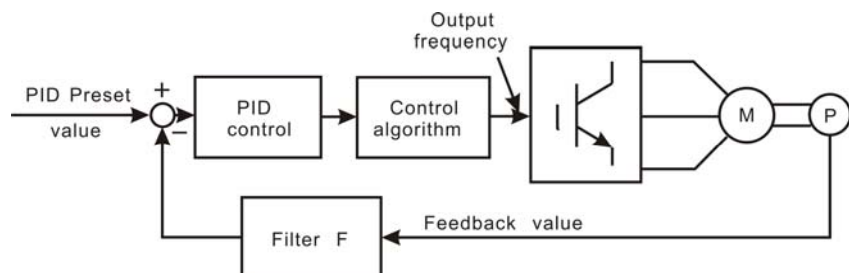 Output
frequency
+
PID Preset
value
−
PID
control
Control
algorithm
M
P
Feedback value
Filter F